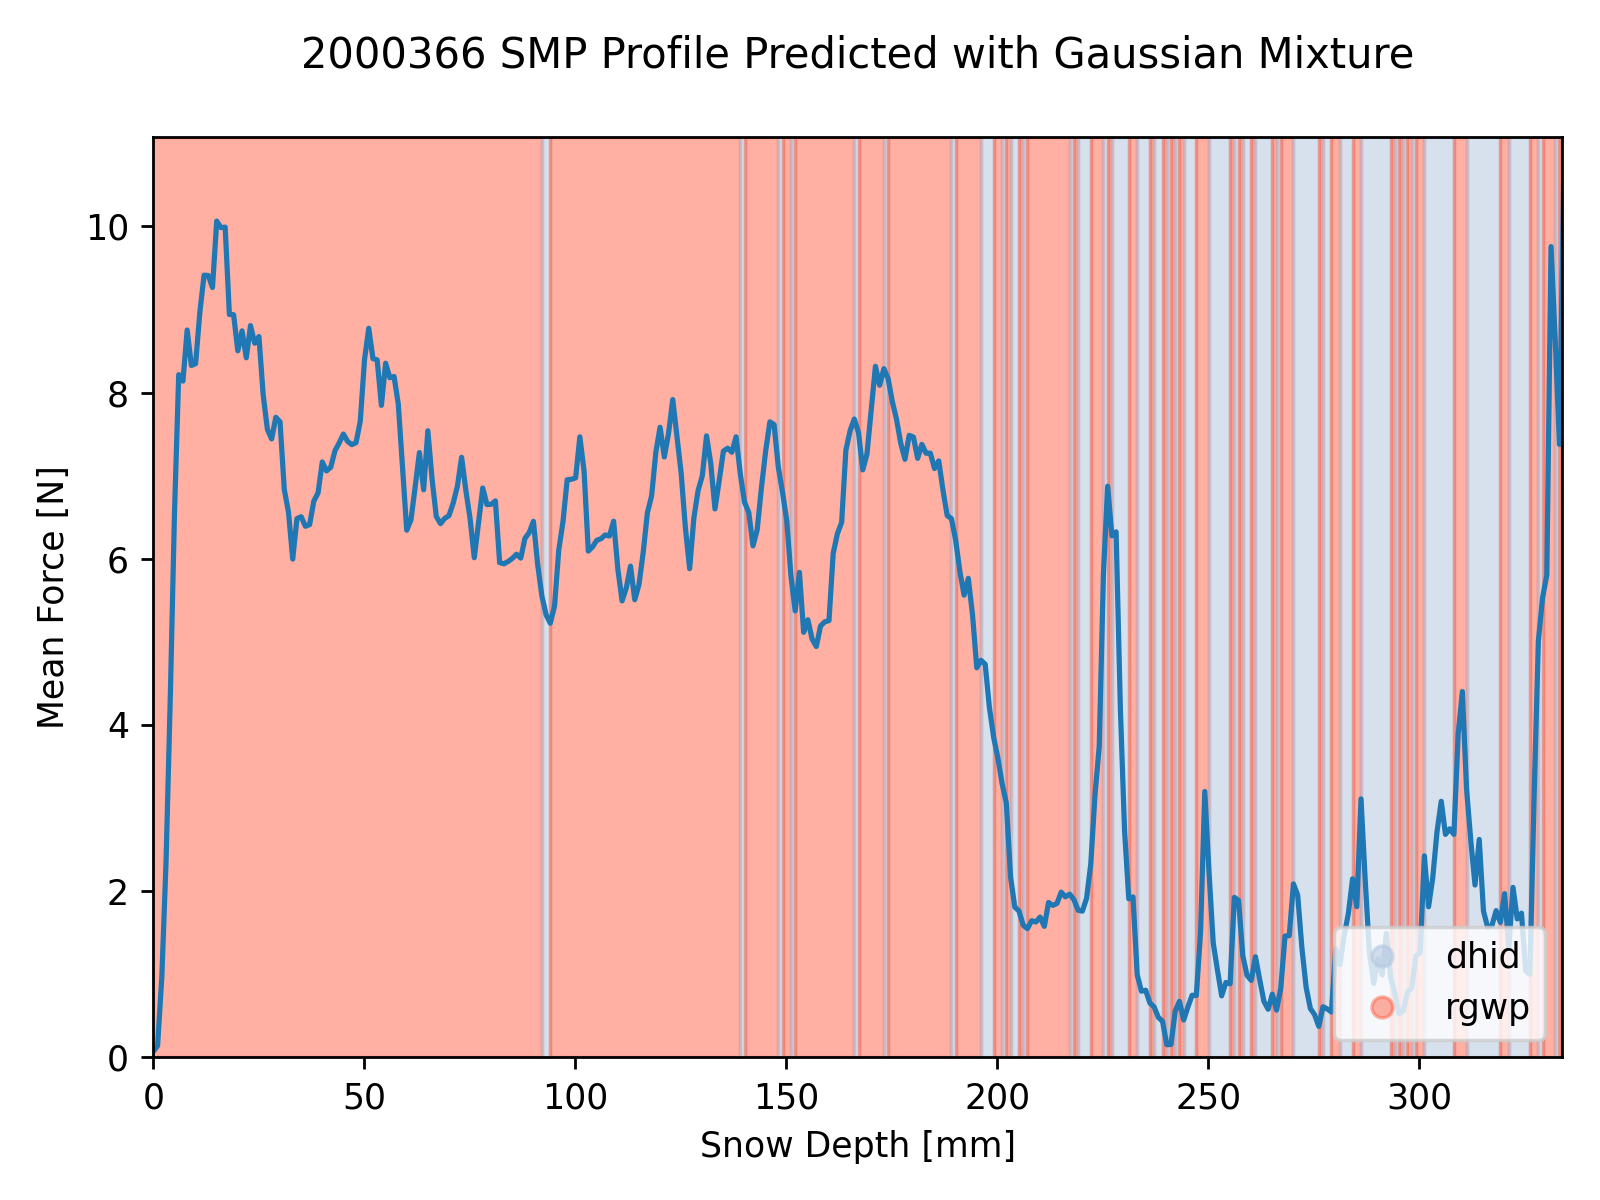 2000366 SMP Profile Predicted with Gaussian Mixture
10
8
6
4
2
0
Mean Force [N]
dhid
rgwp
0 50 100 150 200 250 300
Snow Depth [mm]